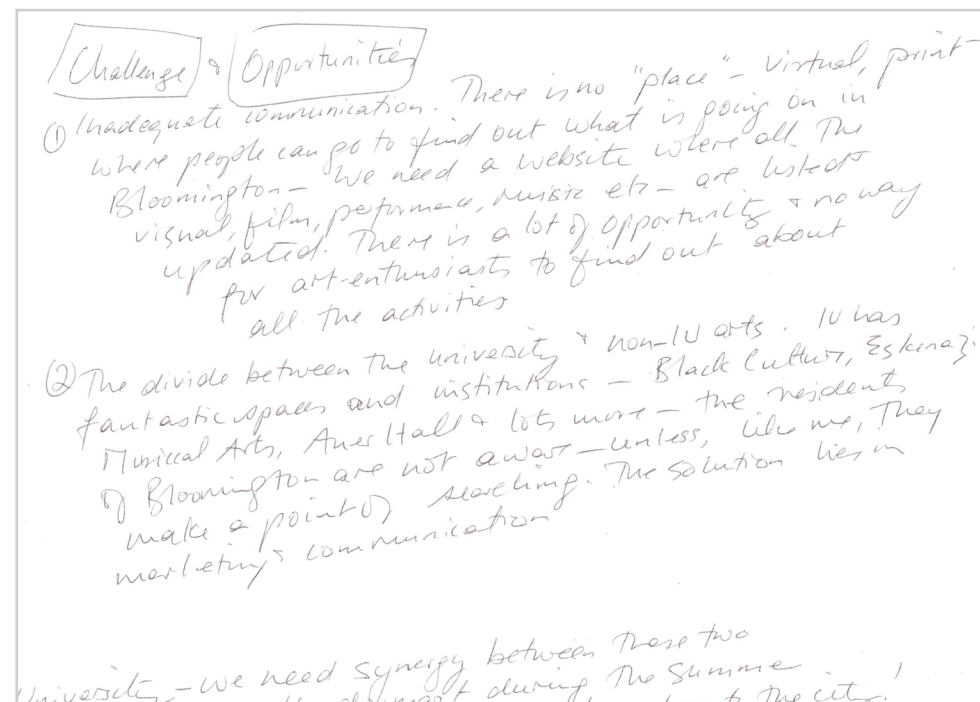 Challenge & Opportunities
① Inadequate communication. There is no "place" – virtual, print
where people can go to find out what is going on in
Bloomington – We need a website where all the
visual, film, performance, Music etc – are listed &
updated. There is a lot of opportunity & no way
for art-enthusiasts to find out about
all the activities
② The divide between the university & non-IU arts. IU has
fantastic spaces and institutions – Black Culture, Eskenazi
Musical Arts, Auer Hall & lots more – the residents
of Bloomington are not aware – unless, like me, They
make a point of searching. The solution lies in
marketing & communication
University – we need synergy between These two
during The Summer
to the city!